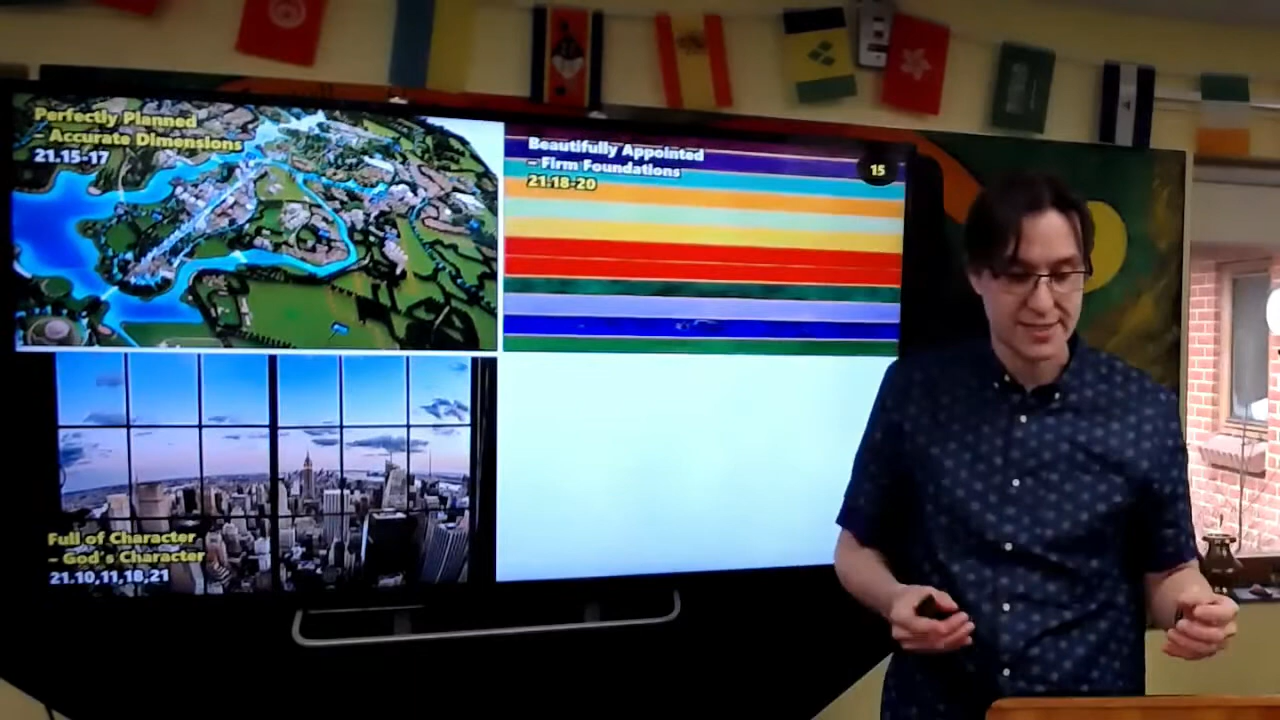 Perfectly Planned
– Accurate Dimensions
21.15-17
Beautifully Appointed
– Firm Foundations
21.18-20
15
Full of Character
– God's Character
21.10,11,18,21